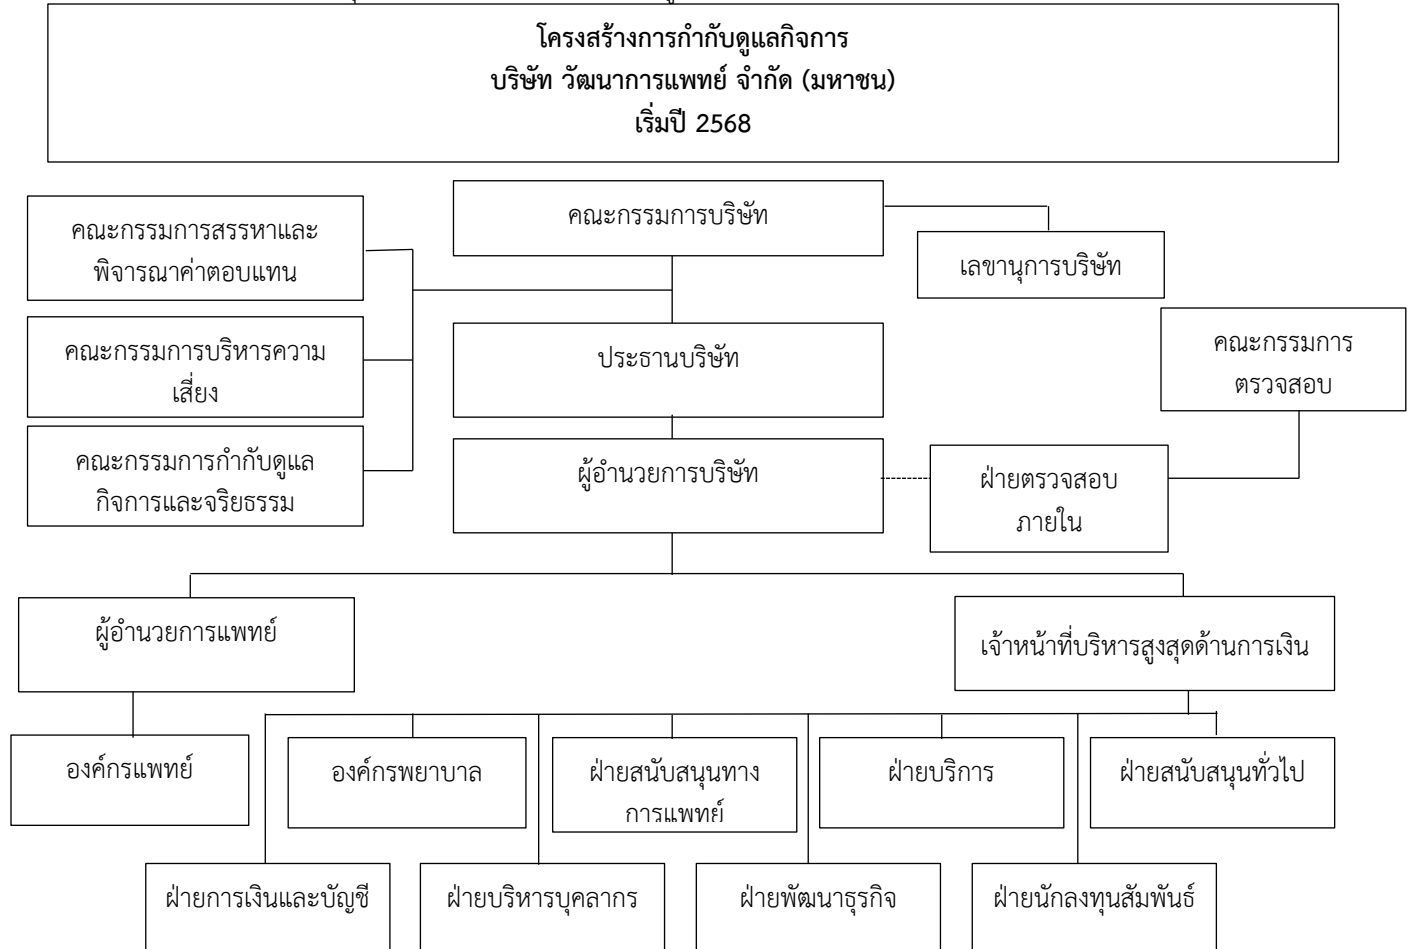 โครงสร้างการกำกับดูแลกิจการ
บริษัท วัฒนาการแพทย์ จำกัด (มหาชน)
เริ่มปี 2568
คณะกรรมการสรรหาและ
พิจารณาค่าตอบแทน
คณะกรรมการบริษัท
เลขานุการบริษัท
คณะกรรมการบริหารความ
เสี่ยง
ประธานบริษัท
คณะกรรมการ
ตรวจสอบ
คณะกรรมการกำกับดูแล
กิจการและจริยธรรม
ผู้อำนวยการบริษัท
ฝ่ายตรวจสอบ
ภายใน
ผู้อำนวยการแพทย์
เจ้าหน้าที่บริหารสูงสุดด้านการเงิน
องค์กรแพทย์
องค์กรพยาบาล
ฝ่ายสนับสนุนทาง
การแพทย์
ฝ่ายบริการ
ฝ่ายสนับสนุนทั่วไป
ฝ่ายการเงินและบัญชี
ฝ่ายบริหารบุคลากร
ฝ่ายพัฒนาธุรกิจ
ฝ่ายนักลงทุนสัมพันธ์